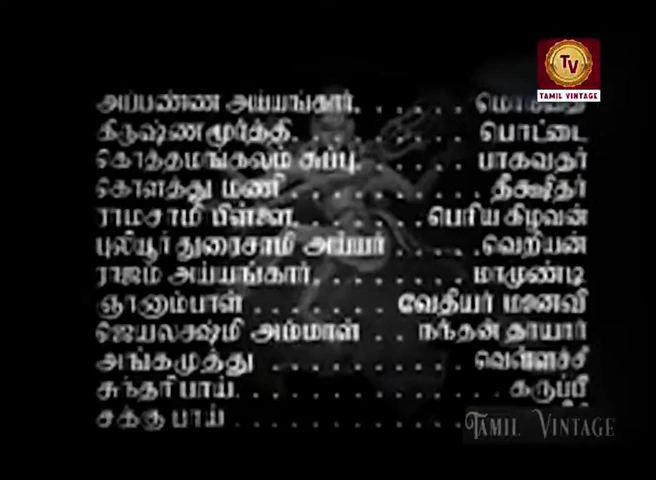 TV
TAMIL VINTAGE
அப்பண்ண அய்யங்கார். . . . . .
கிருஷ்ண மூர்த்தி. . . . . . . . . பொட்டை
கொத்தமங்கலம் சுப்பு. . . . . . பாகவதர்
கொளத்து மணி . . . . . . . . . தீக்ஷிதர்
ராமசாமி பிள்ளை. . . . . . . பெரிய கிழவன்
புலியூர் துரைசாமி அய்யர் . . . . . வெறியன்
ராஜம் அய்யங்கார். . . . . . . . மாமுண்டி
ஞானம்பாள் . . . . . . . வேதியர் மனைவி
ஜெயலக்ஷ்மி அம்மாள் . . நந்தன் தாயார்
அங்கமுத்து . . . . . . . . . . வெள்ளச்சி
சுந்தரி பாய். . . . . . . . . . . . . கருப்பீ
சக்கு பாய் . . . . . . . . . . . . .
TAMIL VINTAGE